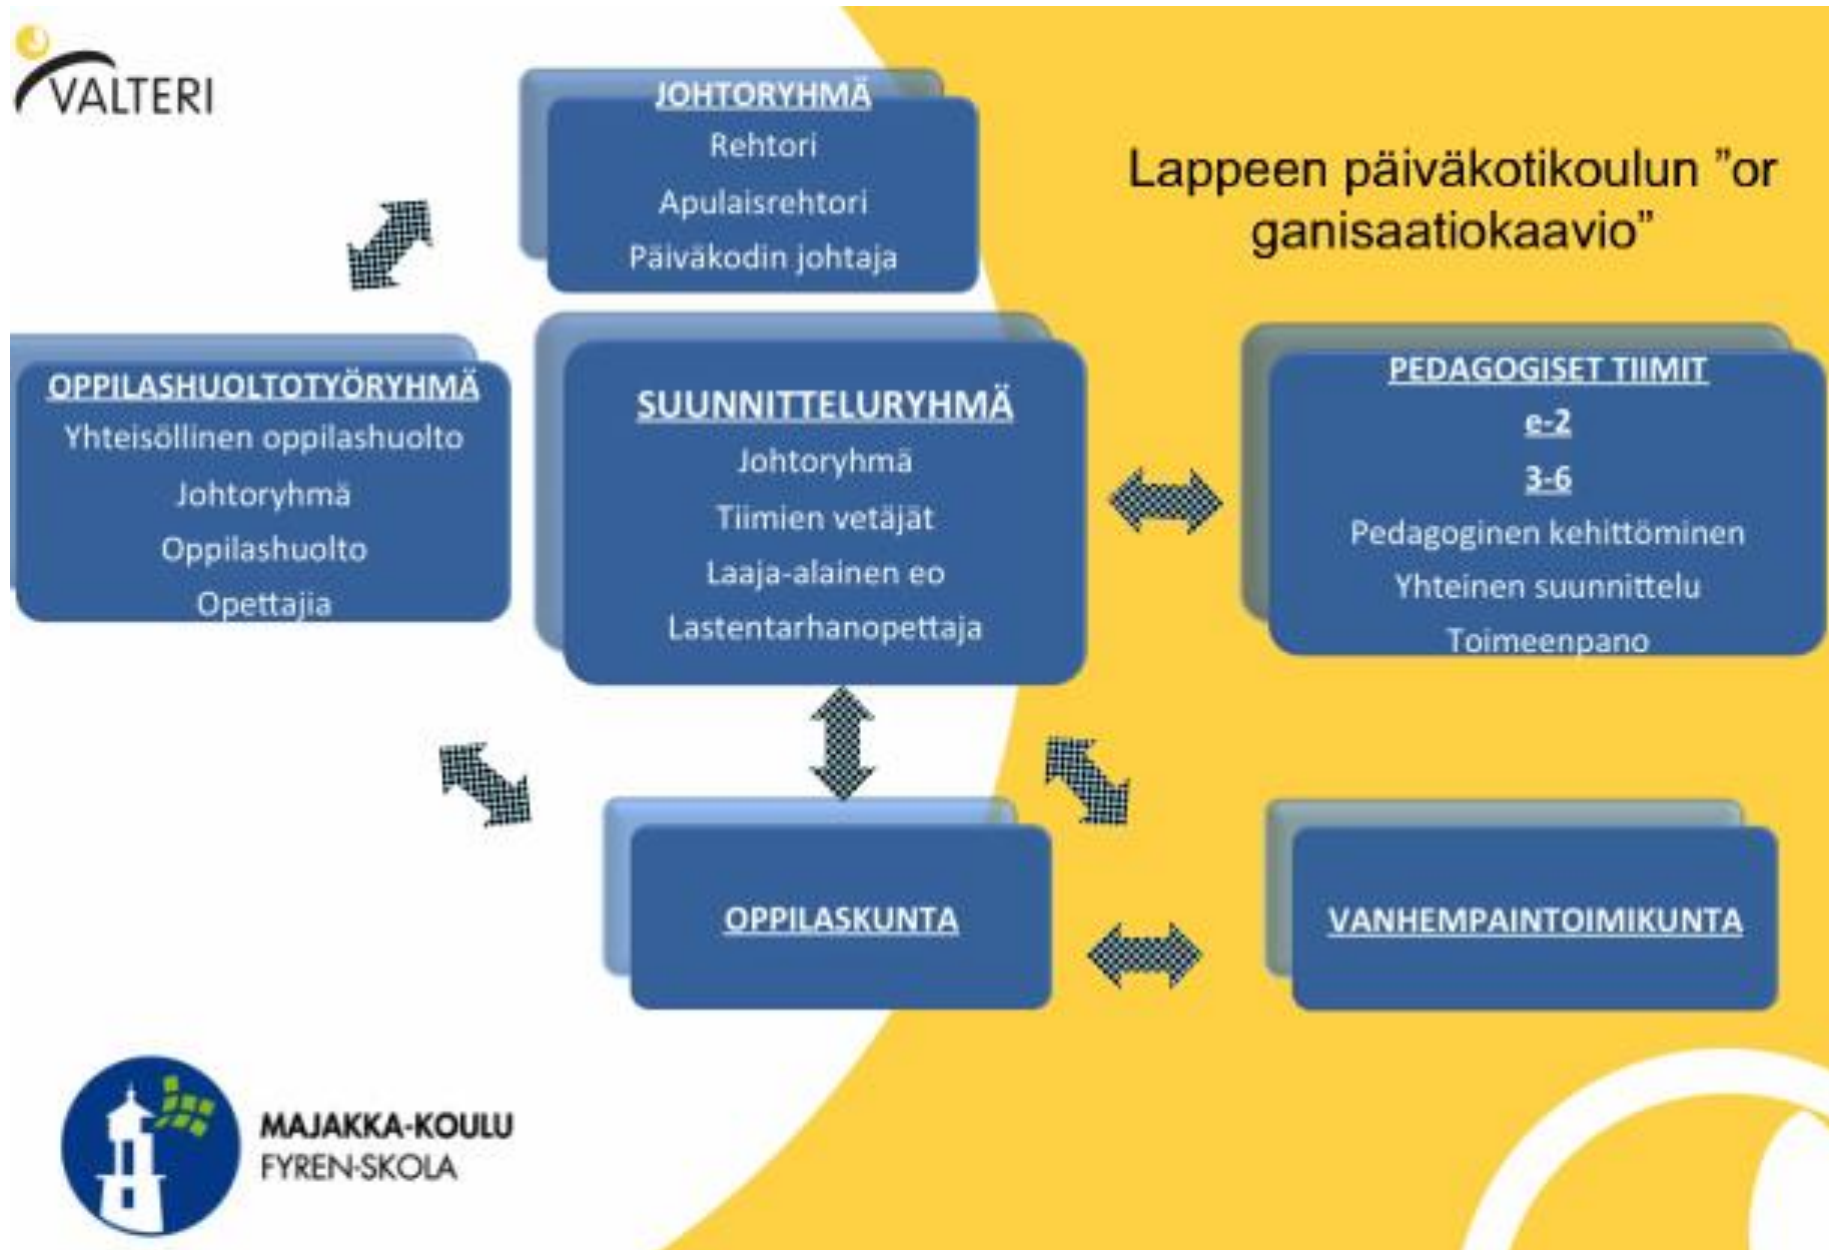 VALTERI
JOHTORYHMÄ
Rehtori
Apulaisrehtori
Päiväkodin johtaja
Lappeen päiväkotikoulun ”or
ganisaatiokaavio”
OPPILASHUOLTOTYÖRYHMÄ
Yhteisöllinen oppilashuolto
Johtoryhmä
Oppilashuolto
Opettajia
SUUNNITTELURYHMÄ
Johtoryhmä
Tiimien vetäjät
Laaja-alainen eo
Lastentarhanopettaja
PEDAGOGISET TIIMIT
e-2
3-6
Pedagoginen kehittöminen
Yhteinen suunnittelu
Toimeenpano
OPPILASKUNTA
VANHEMPAINTOIMIKUNTA
MAJAKKA-KOULU
FYREN-SKOLA